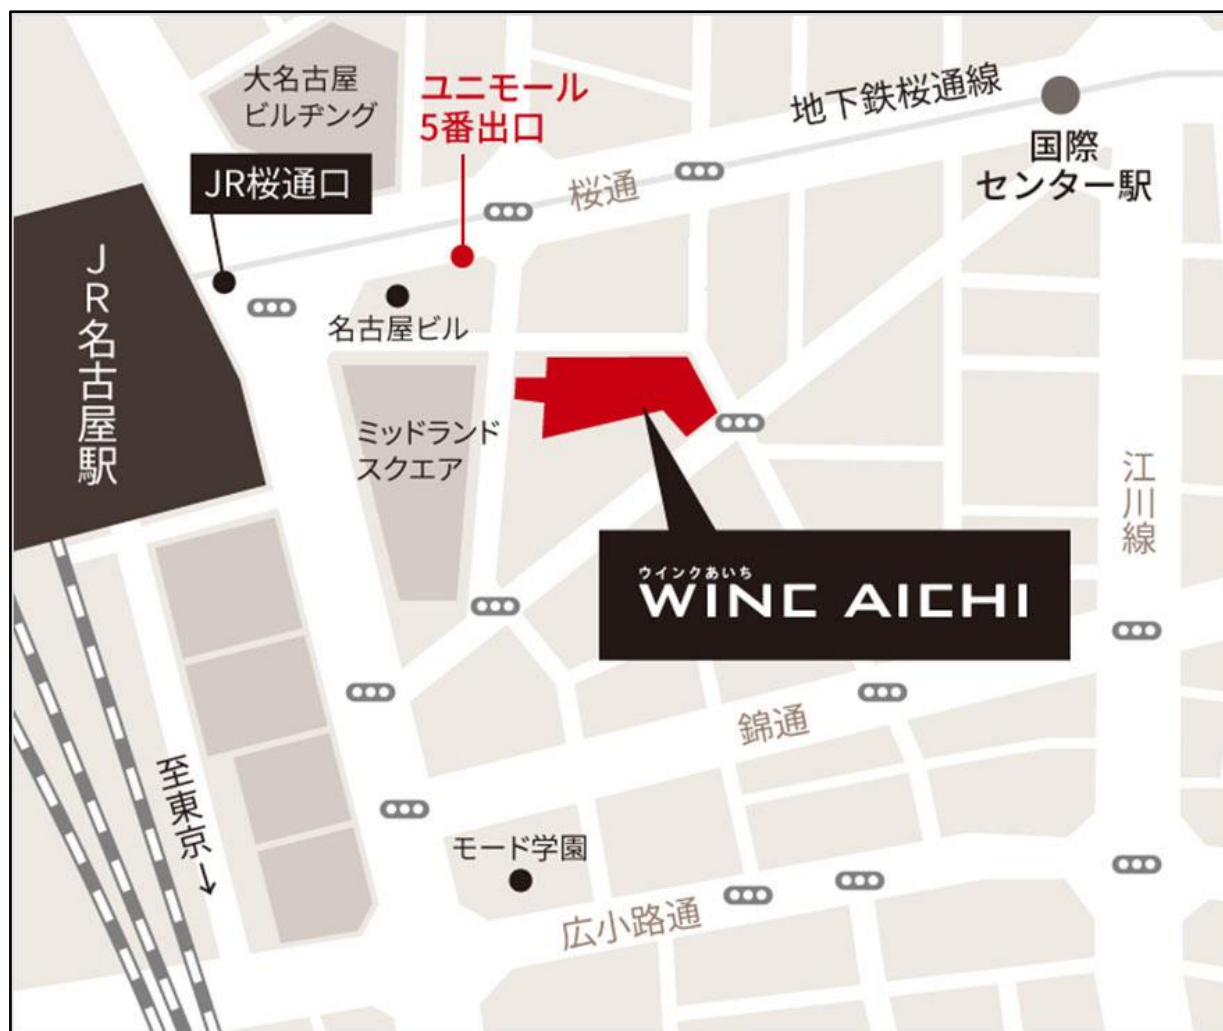 大名古屋
ビルヂング
ユニモール
5番出口
地下鉄桜通線
国際
センター駅
JR桜通口
桜通
JR名古屋駅
名古屋ビル
ミッドランド
スクエア
江川線
ウインクあいち
WINC AICHI
錦通
至東京↓
モード学園
広小路通